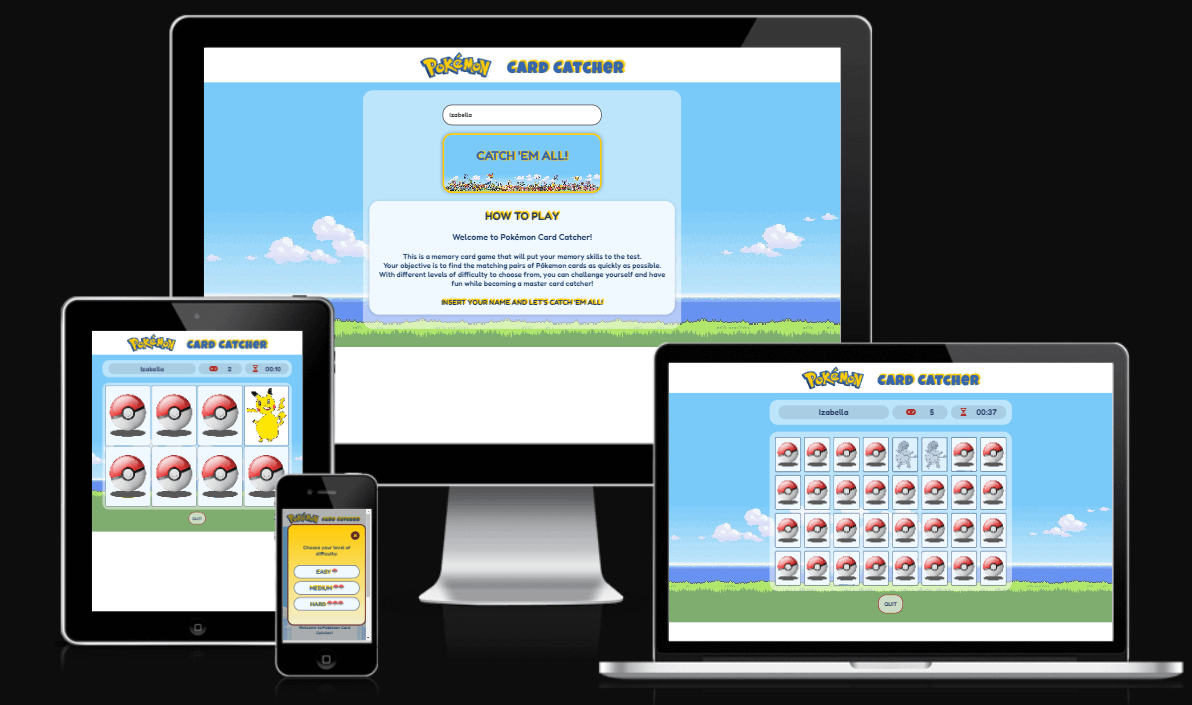 Pokémon CARD CATCHER
Izabella
CATCH 'EM ALL!
HOW TO PLAY
Welcome to Pokémon Card Catcher!
This is a memory card game that will put your memory skills to the test.
Your objective is to find the matching pairs of Pókemon cards as quickly as possible.
With different levels of difficulty to choose from, you can challenge yourself and have
fun while becoming a master card catcher!
INSERT YOUR NAME AND LET'S CATCH 'EM ALL!
Pokémon CARD CATCHER
Izabella 2 00:10
QUIT
Pokémon CARD CATCHER
Choose your level of
difficulty:
EASY
MEDIUM
HARD
Welcome to Pokémon Card
Catcher!
Pokémon CARD CATCHER
Izabella 5 00:37
QUIT